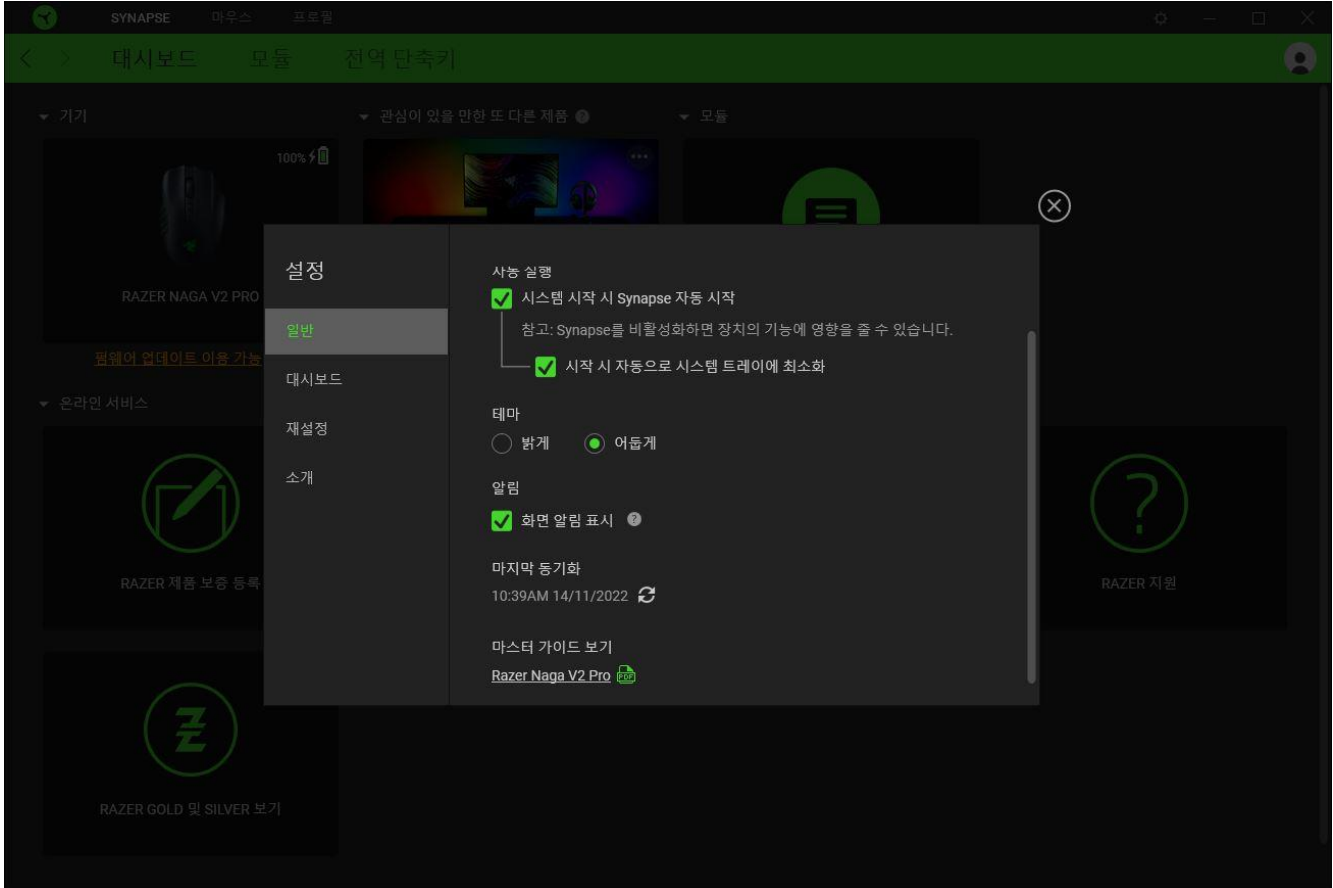 SYNAPSE 마우스 프로필
대시보드 모듈 전역 단축키
기기
관심이 있을 만한 또 다른 제품 ?
모듈
100%
RAZER NAGA V2 PRO
펌웨어 업데이트 이용 가능
온라인 서비스
RAZER 제품 보증 등록
RAZER GOLD 및 SILVER 보기
RAZER 지원
설정
일반
대시보드
재설정
소개
실행
시스템 시작 시 Synapse 자동 시작
참고: Synapse를 비활성화하면 장치의 기능에 영향을 줄 수 있습니다.
시작 시 자동으로 시스템 트레이에 최소화
테마
밝게 어둡게
알림
화면 알림 표시 ?
마지막 동기화
10:39AM 14/11/2022
마스터 가이드 보기
Razer Naga V2 Pro PDF